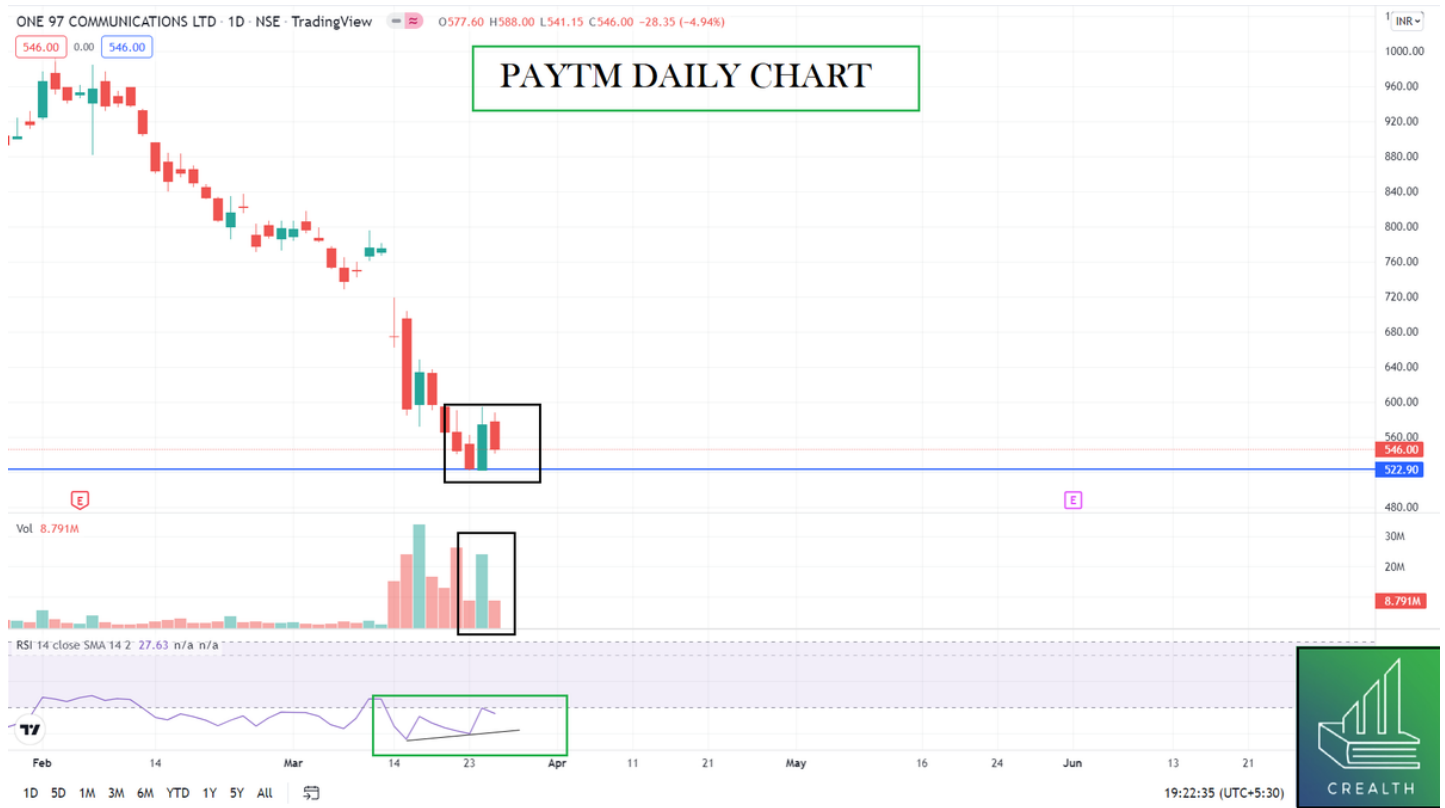 ONE 97 COMMUNICATIONS LTD · 1D · NSE · TradingView O577.60 H588.00 L541.15 C546.00 −28.35 (−4.94%)
546.00 0.00 546.00
PAYTM DAILY CHART
INR
1000.00
960.00
920.00
880.00
840.00
800.00
760.00
720.00
680.00
640.00
600.00
560.00
546.00
522.90
480.00
E E
Vol 8.791M
30M
20M
8.791M
RSI 14 close SMA 14 2 27.63 n/a n/a
Feb 14 Mar 14 23 Apr 11 21 May 16 24 Jun 13 21
1D 5D 1M 3M 6M YTD 1Y 5Y All 19:22:35 (UTC+5:30)
CREALTH